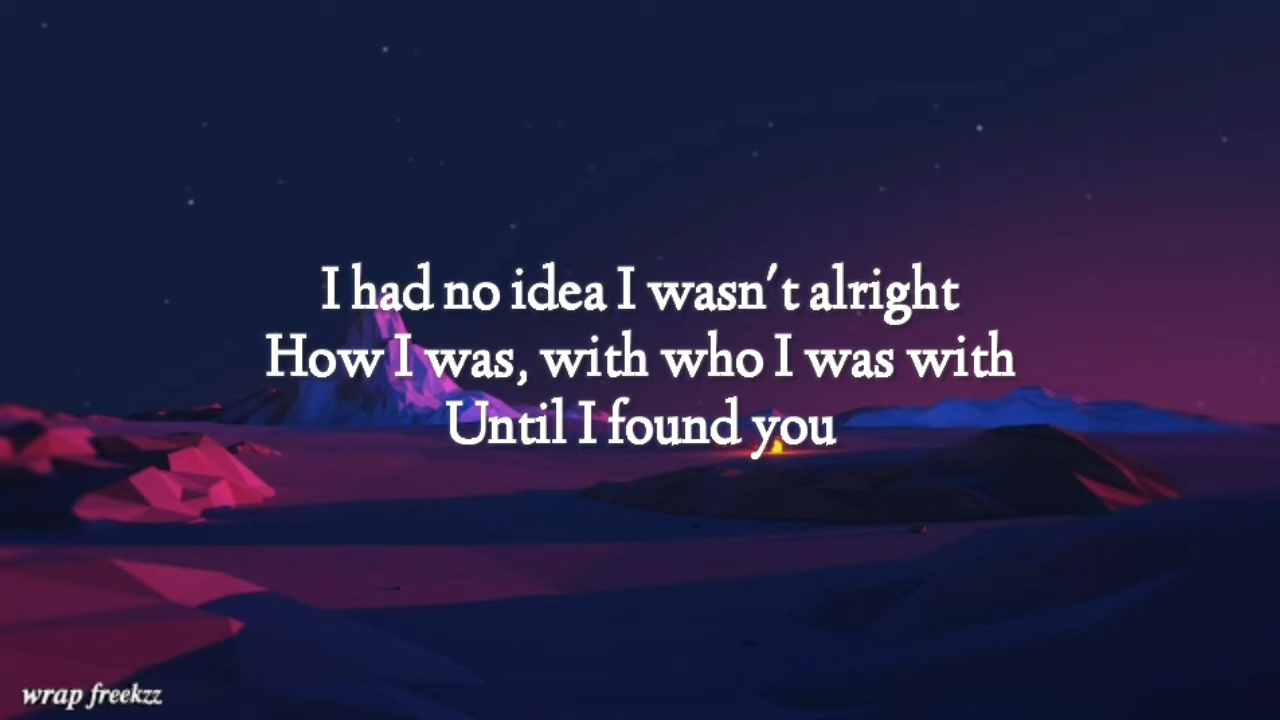 I had no idea I wasn't alright
How I was, with who I was with
Until I found you
wrap freekzz